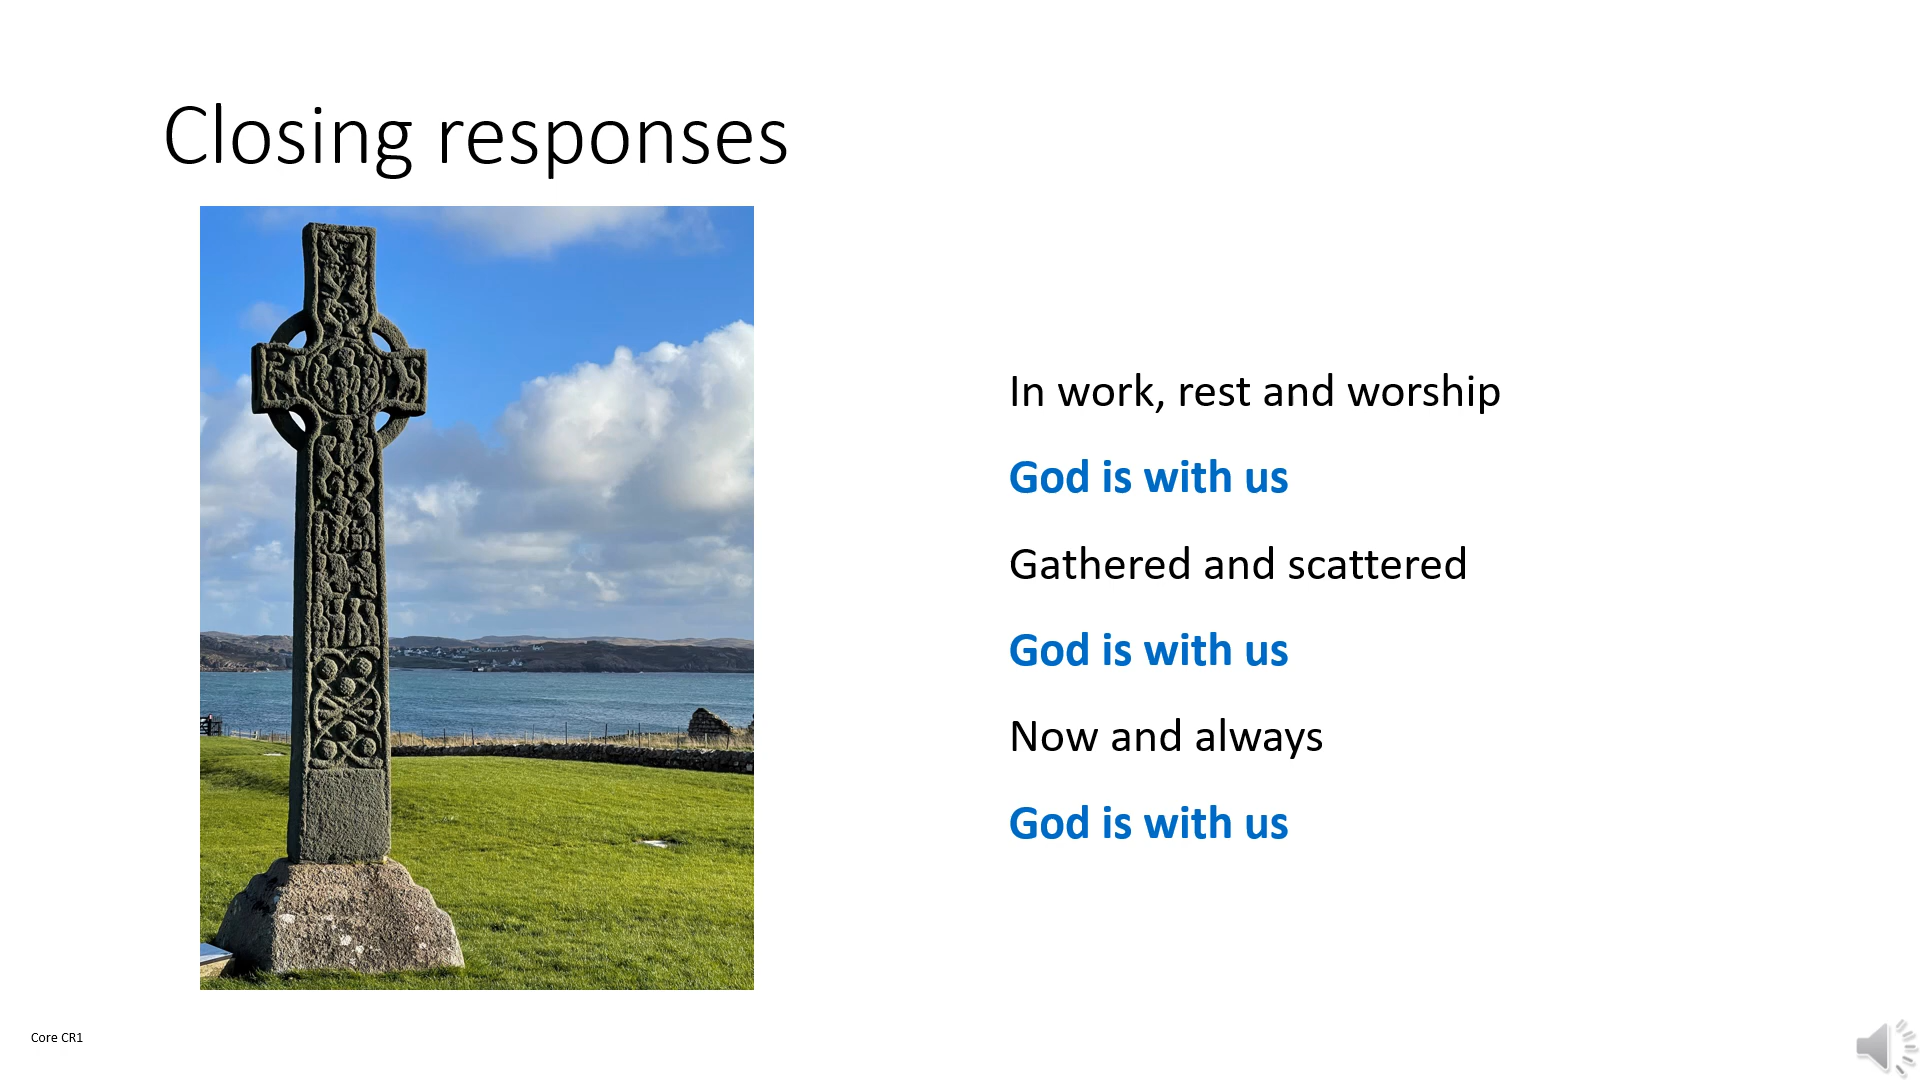 Closing responses
In work, rest and worship
God is with us
Gathered and scattered
God is with us
Now and always
God is with us
Core CR1